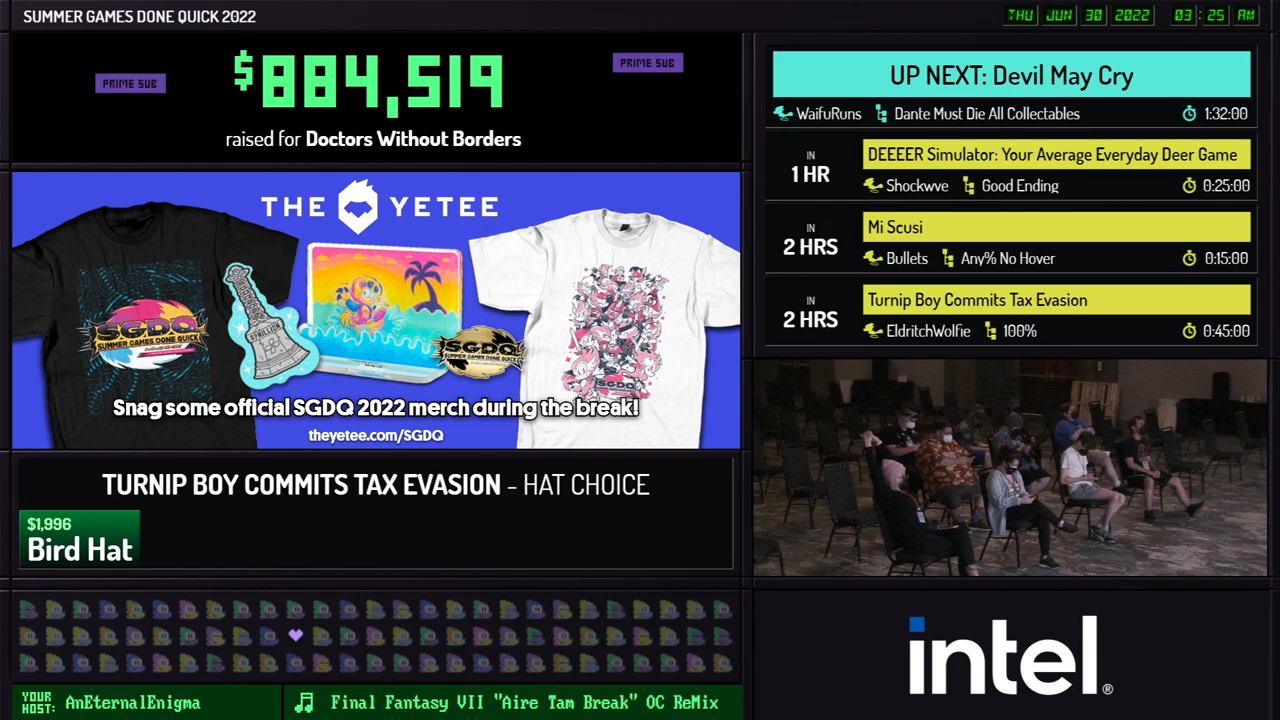 SUMMER GAMES DONE QUICK 2022
THU JUN 30 2022 03:25 AM
PRIME SUB
$884,519
PRIME SUB
raised for Doctors Without Borders
THE YETEE
SGDQ
SUMMER GAMES DONE QUICK
SGDQ
SUMMER GAMES DONE QUICK
SGDQ
Snag some official SGDQ 2022 merch during the break!
theyetee.com/SGDQ
TURNIP BOY COMMITS TAX EVASION - HAT CHOICE
$1,996
Bird Hat
YOUR HOST: AnEternalEnigma
Final Fantasy VII "Aire Tam Break" OC ReMix
UP NEXT: Devil May Cry
WaifuRuns Dante Must Die All Collectables 1:32:00
IN
1 HR
DEEEER Simulator: Your Average Everyday Deer Game
Shockwve Good Ending 0:25:00
IN
2 HRS
Mi Scusi
Bullets Any% No Hover 0:15:00
IN
2 HRS
Turnip Boy Commits Tax Evasion
EldritchWolfie 100% 0:45:00
intel®